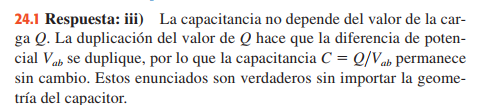 24.1 Respuesta: iii) La capacitancia no depende del valor de la car-
ga Q. La duplicación del valor de Q hace que la diferencia de poten-
cial Vab se duplique, por lo que la capacitancia C = Q/Vab permanece
sin cambio. Estos enunciados son verdaderos sin importar la geome-
tría del capacitor.